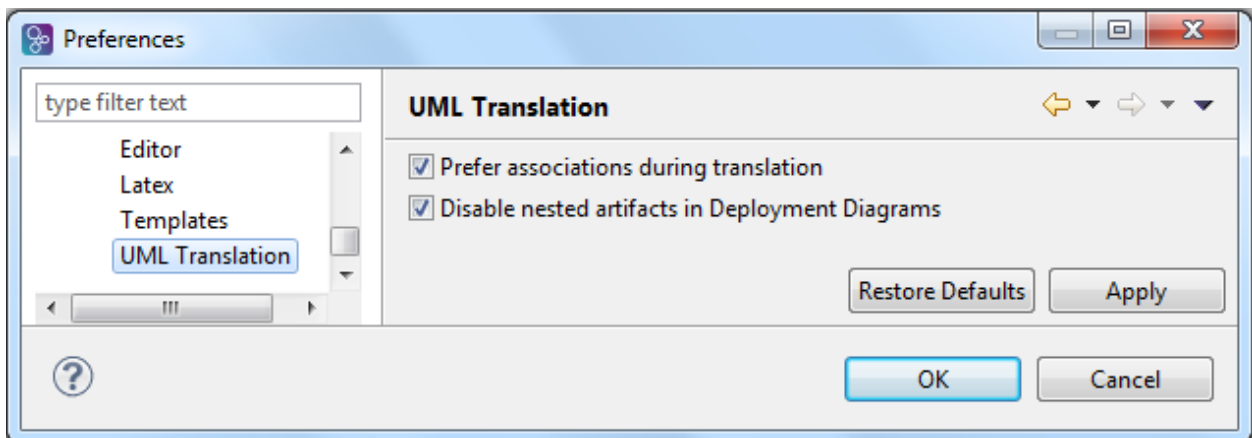 Preferences
type filter text
Editor
Latex
Templates
UML Translation
UML Translation
Prefer associations during translation
Disable nested artifacts in Deployment Diagrams
Restore Defaults
Apply
OK
Cancel